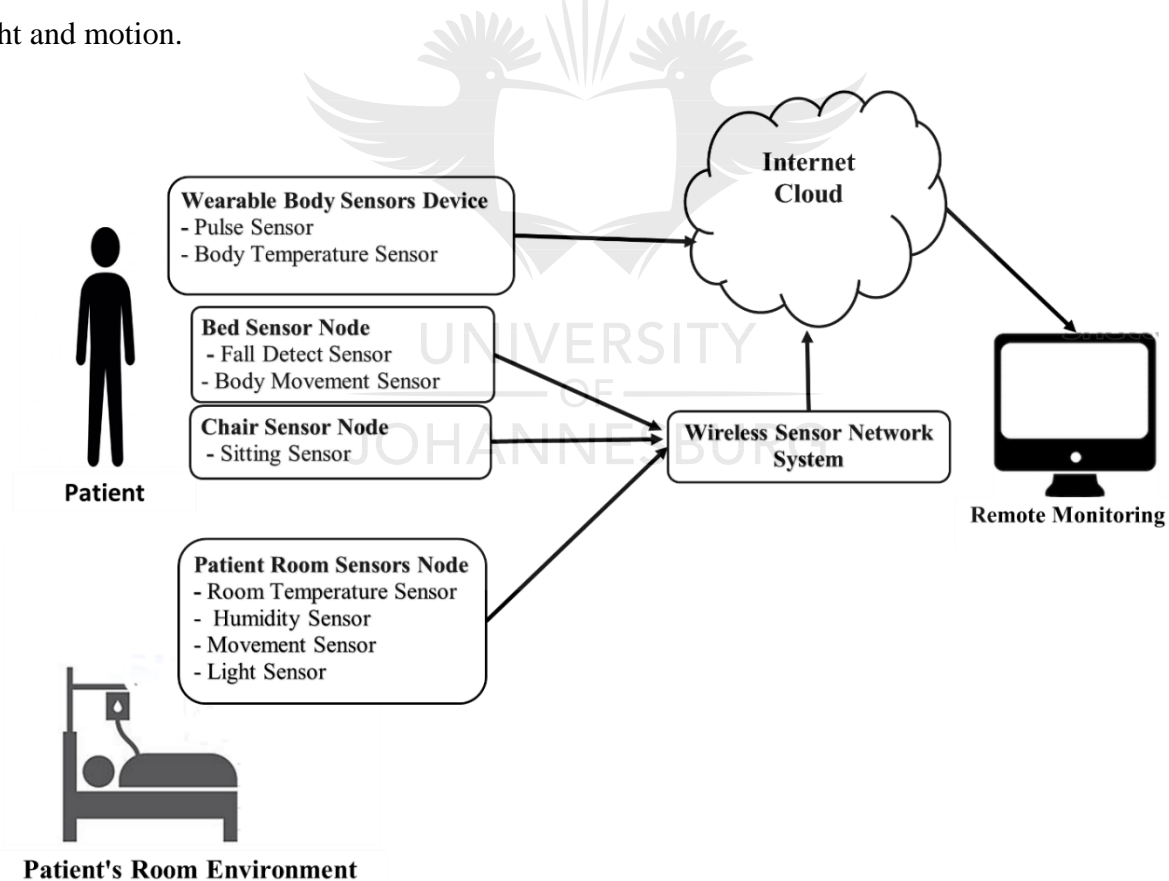 ht and motion.
Internet
Cloud
Wearable Body Sensors Device
- Pulse Sensor
- Body Temperature Sensor
Bed Sensor Node
- Fall Detect Sensor
- Body Movement Sensor
Chair Sensor Node
- Sitting Sensor
Patient
UNIVERSITY
OF
JOHANNESBURG
Wireless Sensor Network
System
Remote Monitoring
Patient Room Sensors Node
- Room Temperature Sensor
- Humidity Sensor
- Movement Sensor
- Light Sensor
Patient's Room Environment